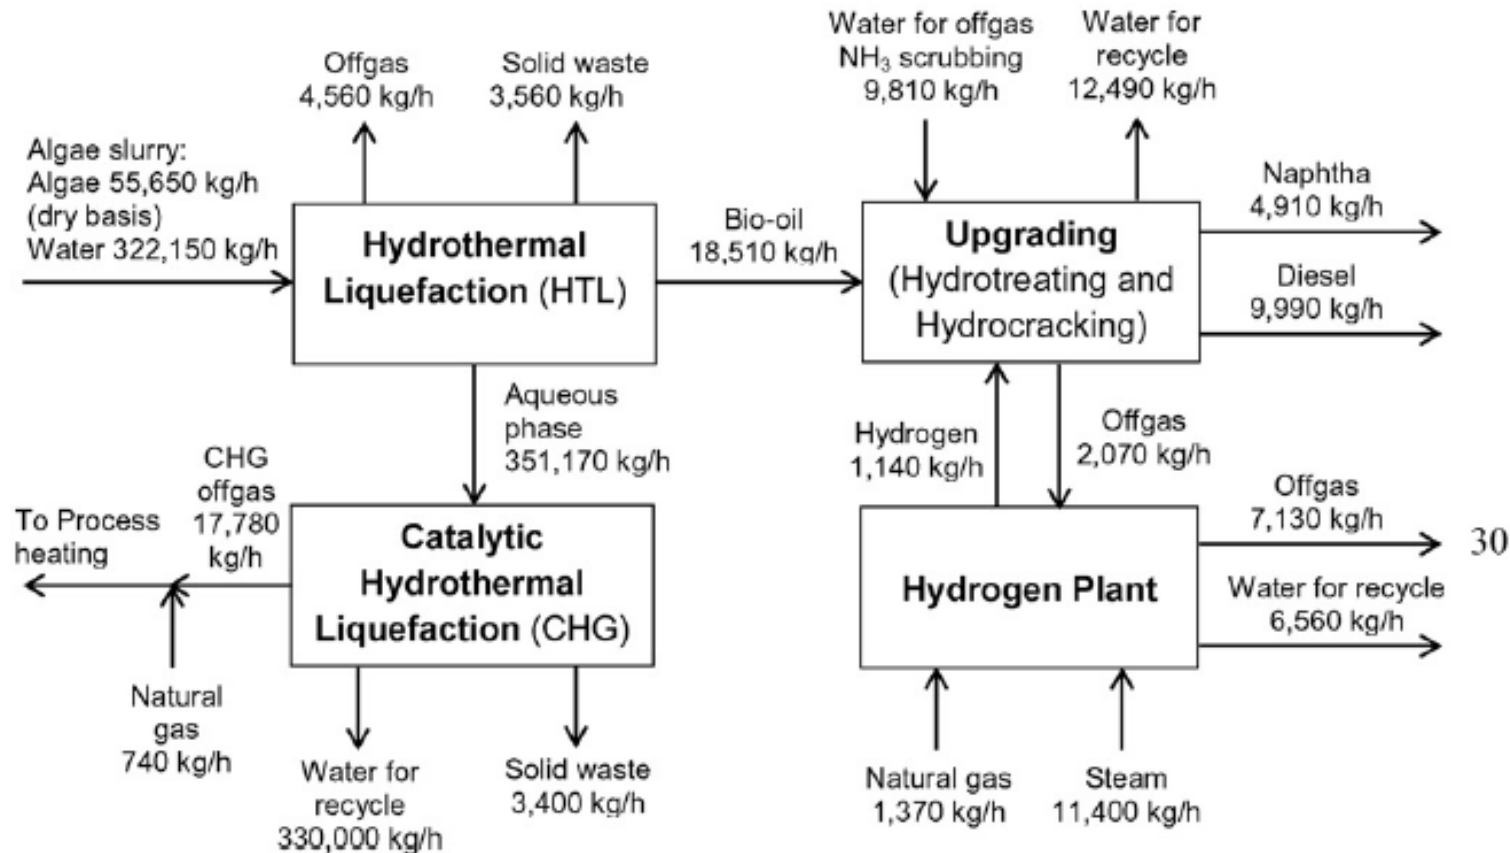 Offgas
4,560 kg/h
Solid waste
3,560 kg/h
Water for offgas
NH₃ scrubbing
9,810 kg/h
Water for
recycle
12,490 kg/h
Algae slurry:
Algae 55,650 kg/h
(dry basis)
Water 322,150 kg/h
Hydrothermal
Liquefaction (HTL)
Bio-oil
18,510 kg/h
Upgrading
(Hydrotreating and
Hydrocracking)
Naphtha
4,910 kg/h
Diesel
9,990 kg/h
Aqueous
phase
351,170 kg/h
Hydrogen
1,140 kg/h
Offgas
2,070 kg/h
To Process
heating
CHG
offgas
17,780
kg/h
Catalytic
Hydrothermal
Liquefaction (CHG)
Hydrogen Plant
Offgas
7,130 kg/h
30
Water for recycle
6,560 kg/h
Natural
gas
740 kg/h
Water for
recycle
330,000 kg/h
Solid waste
3,400 kg/h
Natural gas
1,370 kg/h
Steam
11,400 kg/h